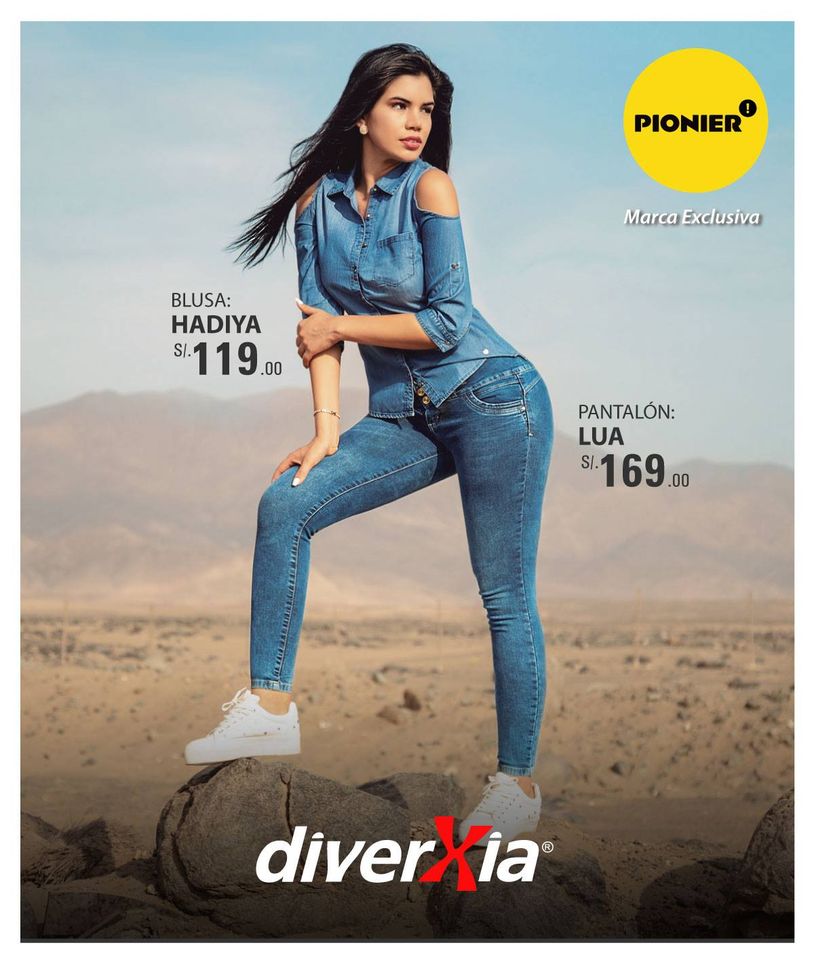 PIONIER!
Marca Exclusiva
BLUSA:
HADIYA
S/.119.00
PANTALÓN:
LUA
S/.169.00
diverXia®